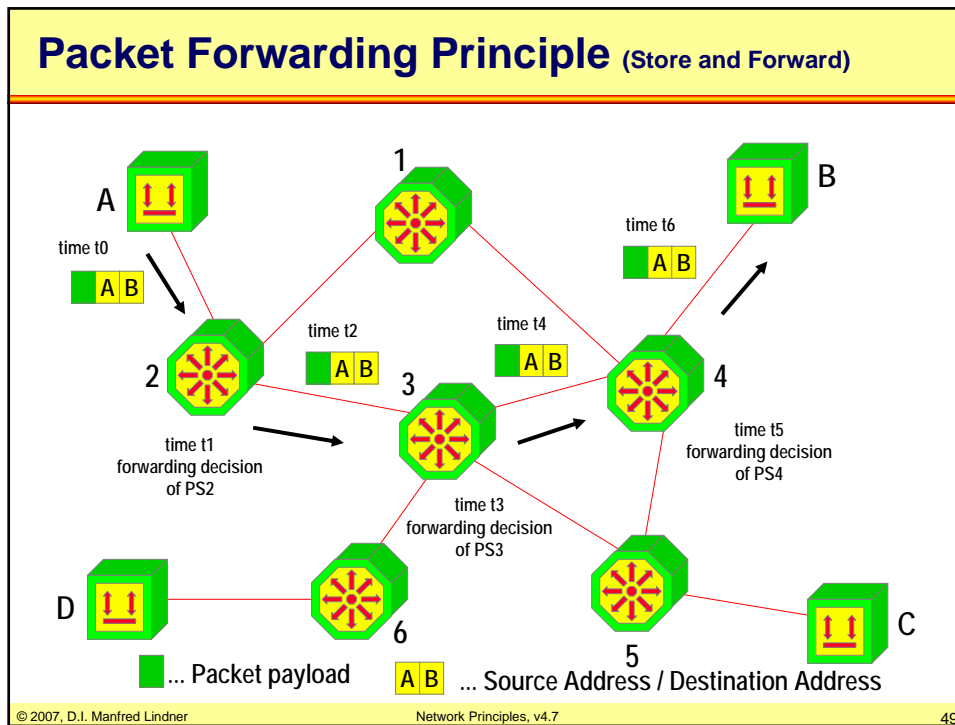 Packet Forwarding Principle (Store and Forward)
1
B
A
time t0
time t6
A B
A B
time t2
time t4
A B
A B
2
3
4
time t1
forwarding decision
of PS2
time t5
forwarding decision
of PS4
time t3
forwarding decision
of PS3
D
6
5
C
... Packet payload
A B ... Source Address / Destination Address
© 2007, D.I. Manfred Lindner
Network Principles, v4.7
49